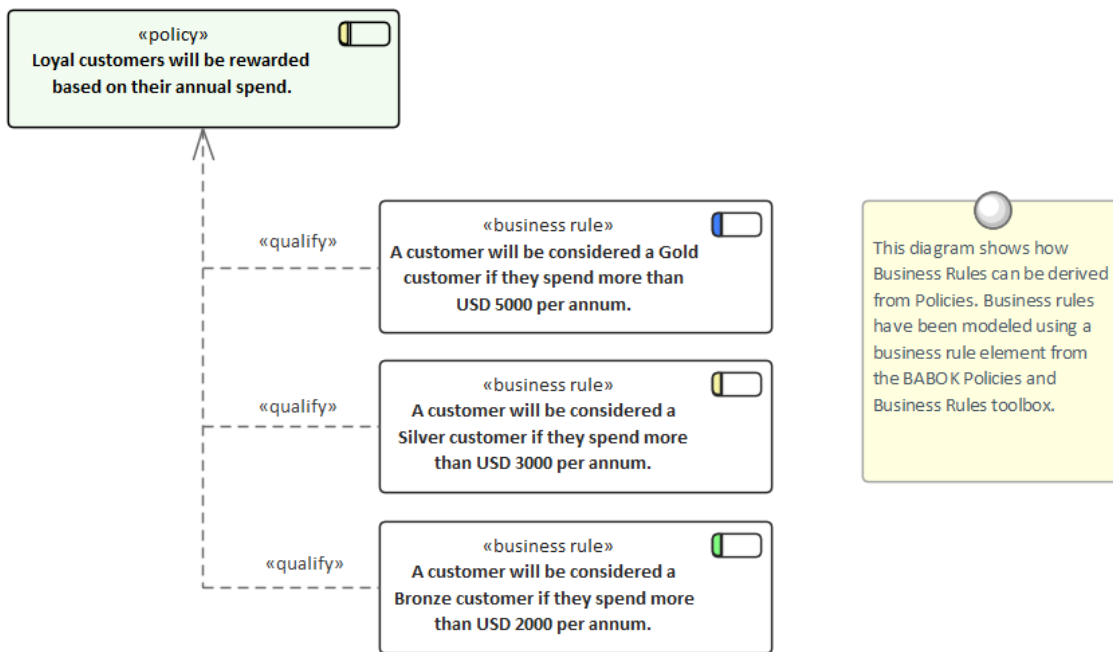 «policy»
Loyal customers will be rewarded
based on their annual spend.
«qualify»
«business rule»
A customer will be considered a Gold
customer if they spend more than
USD 5000 per annum.
«qualify»
«business rule»
A customer will be considered a
Silver customer if they spend more
than USD 3000 per annum.
«qualify»
«business rule»
A customer will be considered a
Bronze customer if they spend more
than USD 2000 per annum.
This diagram shows how
Business Rules can be derived
from Policies. Business rules
have been modeled using a
business rule element from
the BABOK Policies and
Business Rules toolbox.